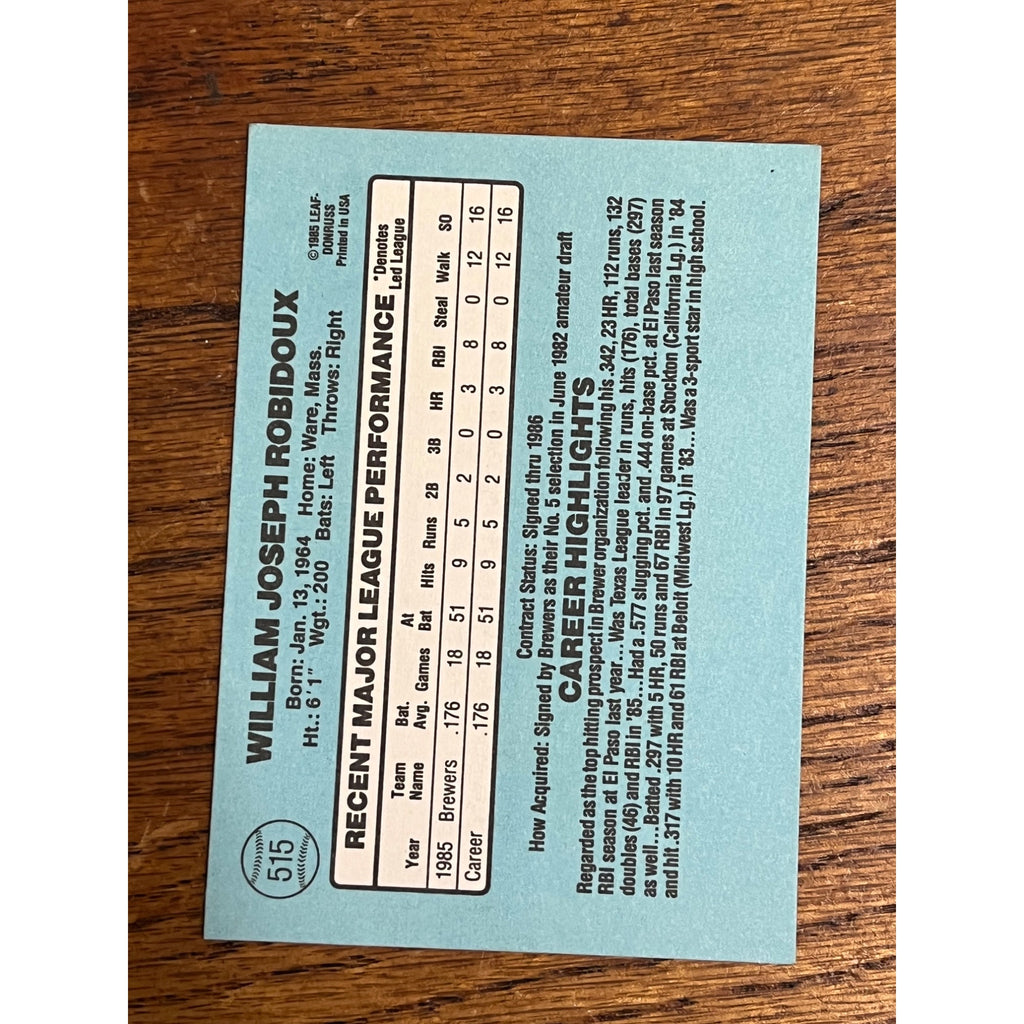 515
WILLIAM JOSEPH ROBIDOUX
Born: Jan. 13, 1964 Home: Ware, Mass.
Ht.: 6'1" Wgt.: 200 Bats: Left Throws: Right
©1985 LEAF-
DONRUSS
Printed in USA
RECENT MAJOR LEAGUE PERFORMANCE
*Denotes
Led League
Year Team Name Bat. Avg. Games At Bat Hits Runs 2B 3B HR RBI Steal Walk SO
1985 Brewers .176 18 51 9 5 2 0 3 8 0 12 16
Career .176 18 51 9 5 2 0 3 8 0 12 16
Contract Status: Signed thru 1986
How Acquired: Signed by Brewers as their No. 5 selection in June 1982 amateur draft
CAREER HIGHLIGHTS
Regarded as the top hitting prospect in Brewer organization following his .342, 23 HR, 112 runs, 132
RBI season at El Paso last year...Was Texas League leader in runs, hits (176), total bases (297)
doubles (46) and RBI in '85...Had a .577 slugging pct. and .444 on-base pct. at El Paso last season
as well...Batted .297 with 5 HR, 50 runs and 67 RBI in 97 games at Stockton (California Lg.) in '84
and hit .317 with 10 HR and 61 RBI at Beloit (Midwest Lg.) in '83...Was a 3-sport star in high school.